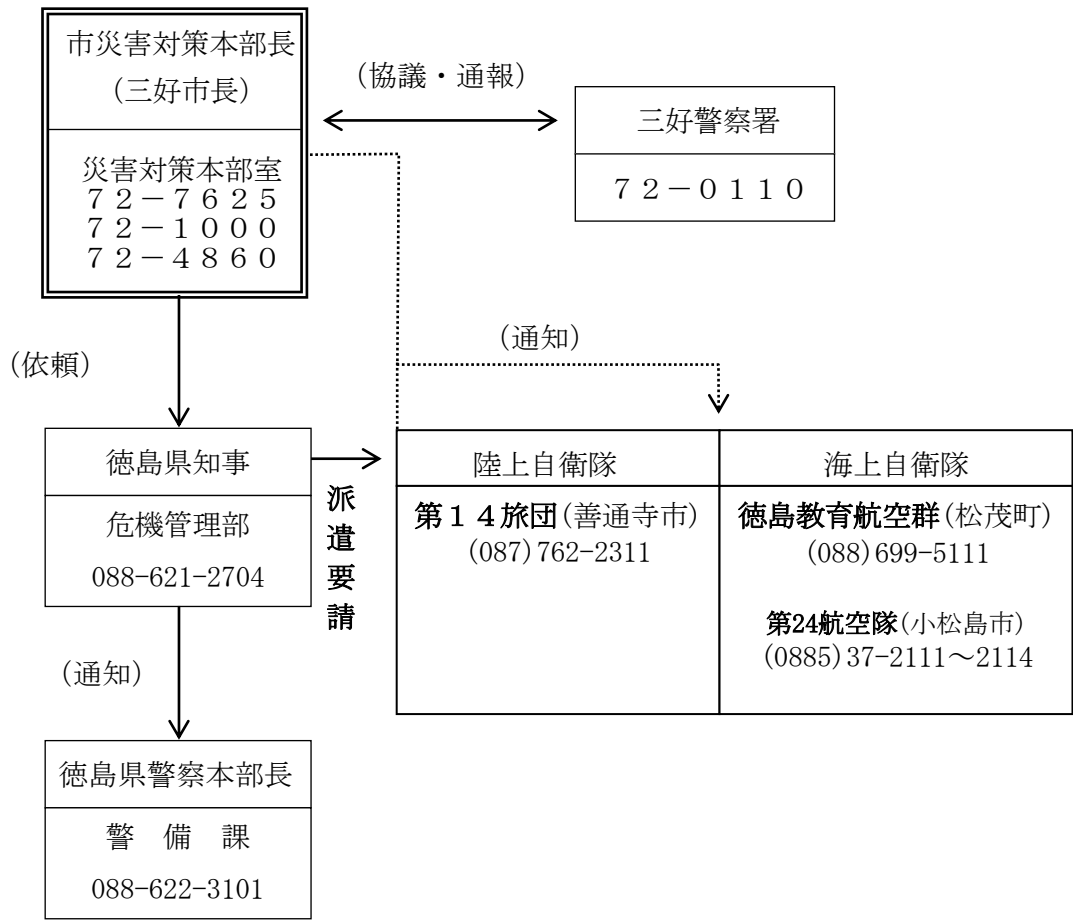 市災害対策本部長
(三好市長)
災害対策本部室
７２－７６２５
７２－１０００
７２－４８６０
(協議・通報)
三好警察署
７２－０１１０
(通知)
(依頼)
徳島県知事
危機管理部
088-621-2704
派遣要請
陸上自衛隊
第１４旅団(善通寺市)
(087)762-2311
海上自衛隊
徳島教育航空群(松茂町)
(088)699-5111
第24航空隊(小松島市)
(0885)37-2111～2114
(通知)
徳島県警察本部長
警　備　課
088-622-3101